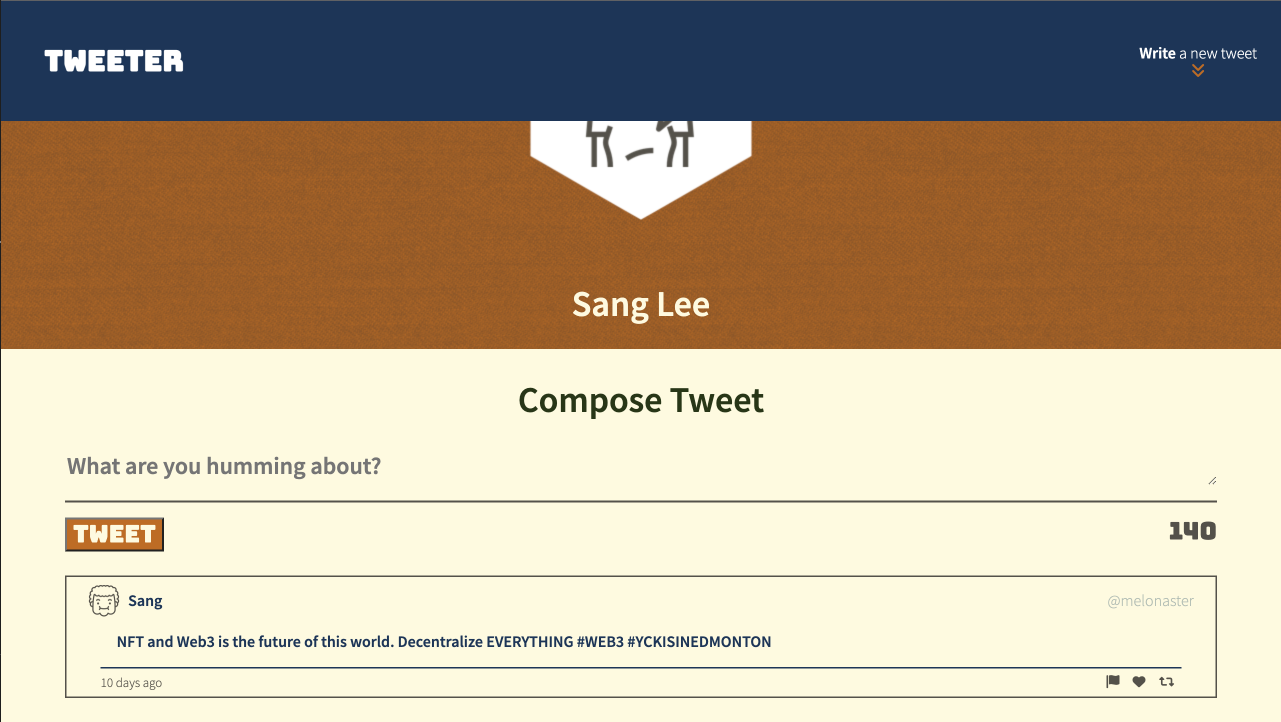 TWEETER
Write a new tweet
Sang Lee
Compose Tweet
What are you humming about?
TWEET
140
Sang
@melonaster
NFT and Web3 is the future of this world. Decentralize EVERYTHING #WEB3 #YCKISINEDMONTON
10 days ago